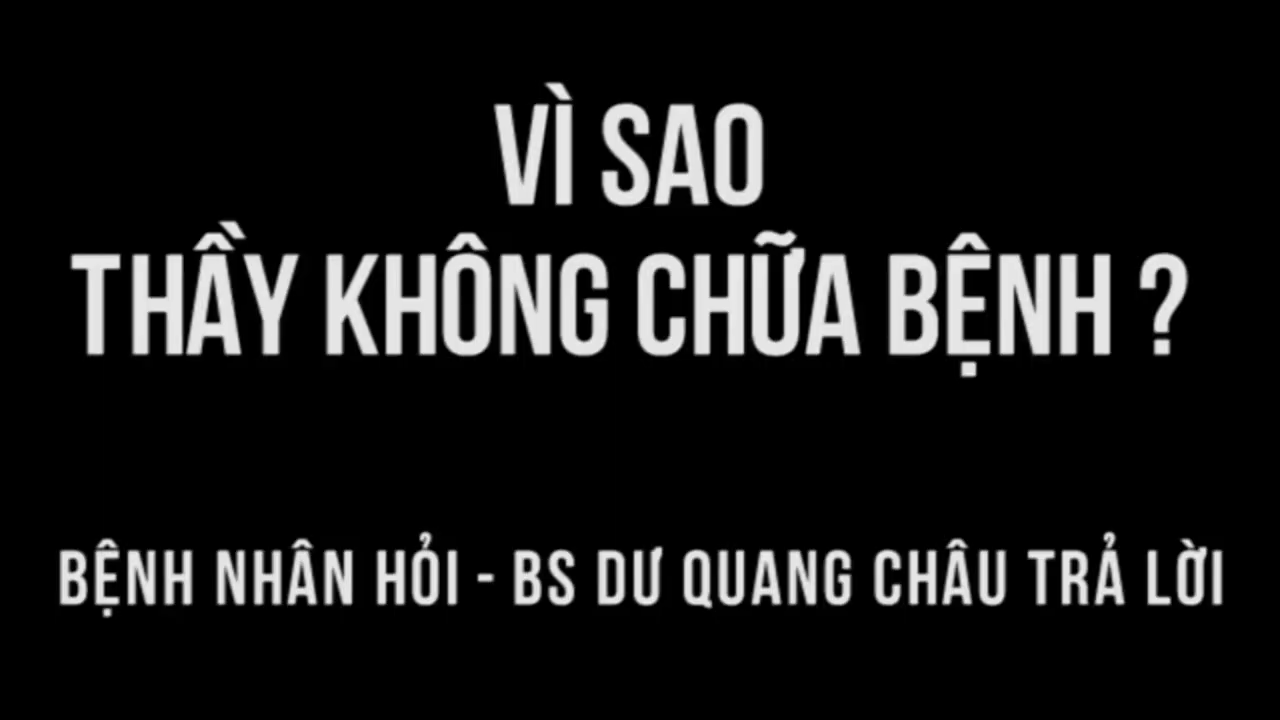 VÌ SAO
THẦY KHÔNG CHỮA BỆNH ?
BỆNH NHÂN HỎI - BS DƯ QUANG CHÂU TRẢ LỜI